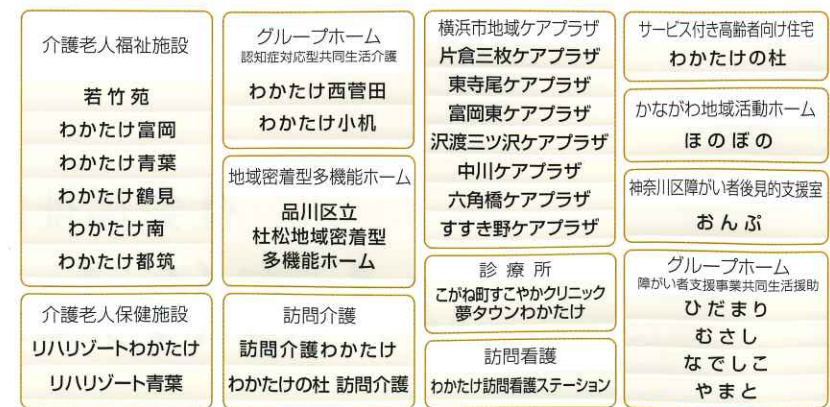 介護老人福祉施設
若竹苑
わかたけ富岡
わかたけ青葉
わかたけ鶴見
わかたけ南
わかたけ都筑
介護老人保健施設
リハリゾートわかたけ
リハリゾート青葉
グループホーム
認知症対応型共同生活介護
わかたけ西菅田
わかたけ小机
地域密着型多機能ホーム
品川区立
杜松地域密着型
多機能ホーム
訪問介護
訪問介護わかたけ
わかたけの杜 訪問介護
横浜市地域ケアプラザ
片倉三枚ケアプラザ
東寺尾ケアプラザ
富岡東ケアプラザ
沢渡三ツ沢ケアプラザ
中川ケアプラザ
六角橋ケアプラザ
すすき野ケアプラザ
診療所
こがね町すこやかクリニック
夢タウンわかたけ
訪問看護
わかたけ訪問看護ステーション
サービス付き高齢者向け住宅
わかたけの杜
かながわ地域活動ホーム
ほのぼの
神奈川区障がい者後見的支援室
おんぷ
グループホーム
障がい者支援事業共同生活援助
ひだまり
むさし
なでしこ
やまと